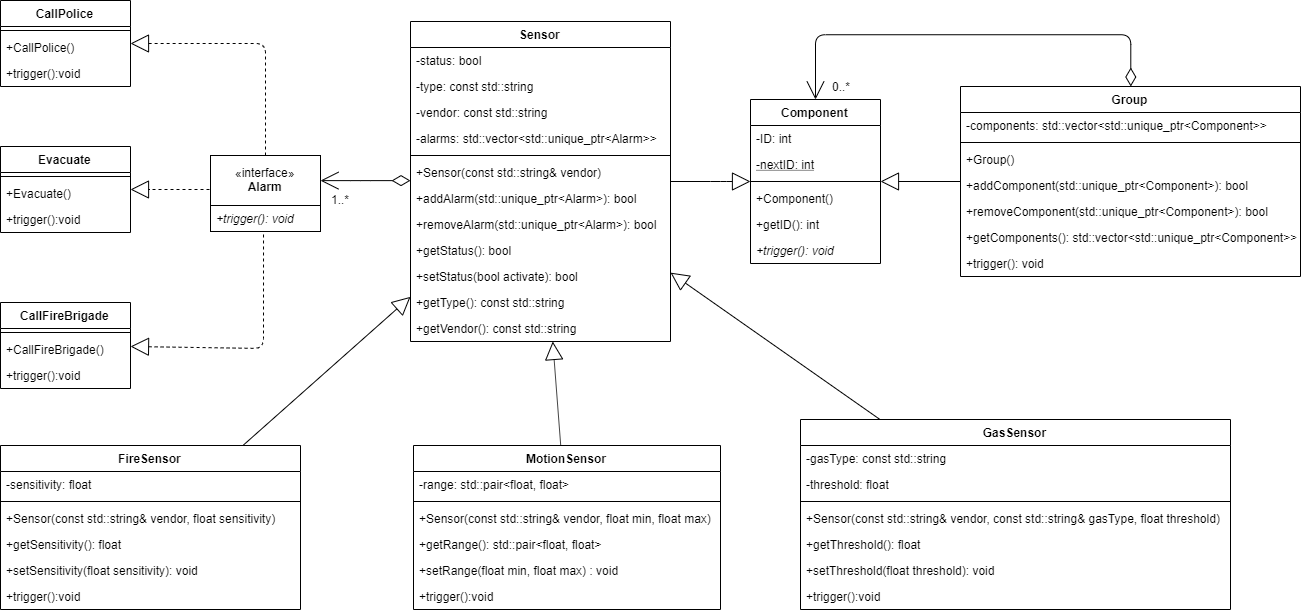 CallPolice
+CallPolice()
+trigger():void
Evacuate
+Evacuate()
+trigger():void
CallFireBrigade
+CallFireBrigade()
+trigger():void
«interface»
Alarm
+trigger(): void
1..*
Sensor
-status: bool
-type: const std::string
-vendor: const std::string
-alarms: std::vector<std::unique_ptr<Alarm>>
+Sensor(const std::string& vendor)
+addAlarm(std::unique_ptr<Alarm>): bool
+removeAlarm(std::unique_ptr<Alarm>): bool
+getStatus(): bool
+setStatus(bool activate): bool
+getType(): const std::string
+getVendor(): const std::string
0..*
Component
-ID: int
-nextID: int
+Component()
+getID(): int
+trigger(): void
Group
-components: std::vector<std::unique_ptr<Component>>
+Group()
+addComponent(std::unique_ptr<Component>): bool
+removeComponent(std::unique_ptr<Component>): bool
+getComponents(): std::vector<std::unique_ptr<Component>>
+trigger(): void
FireSensor
-sensitivity: float
+Sensor(const std::string& vendor, float sensitivity)
+getSensitivity(): float
+setSensitivity(float sensitivity): void
+trigger():void
MotionSensor
-range: std::pair<float, float>
+Sensor(const std::string& vendor, float min, float max)
+getRange(): std::pair<float, float>
+setRange(float min, float max) : void
+trigger():void
GasSensor
-gasType: const std::string
-threshold: float
+Sensor(const std::string& vendor, const std::string& gasType, float threshold)
+getThreshold(): float
+setThreshold(float threshold): void
+trigger():void